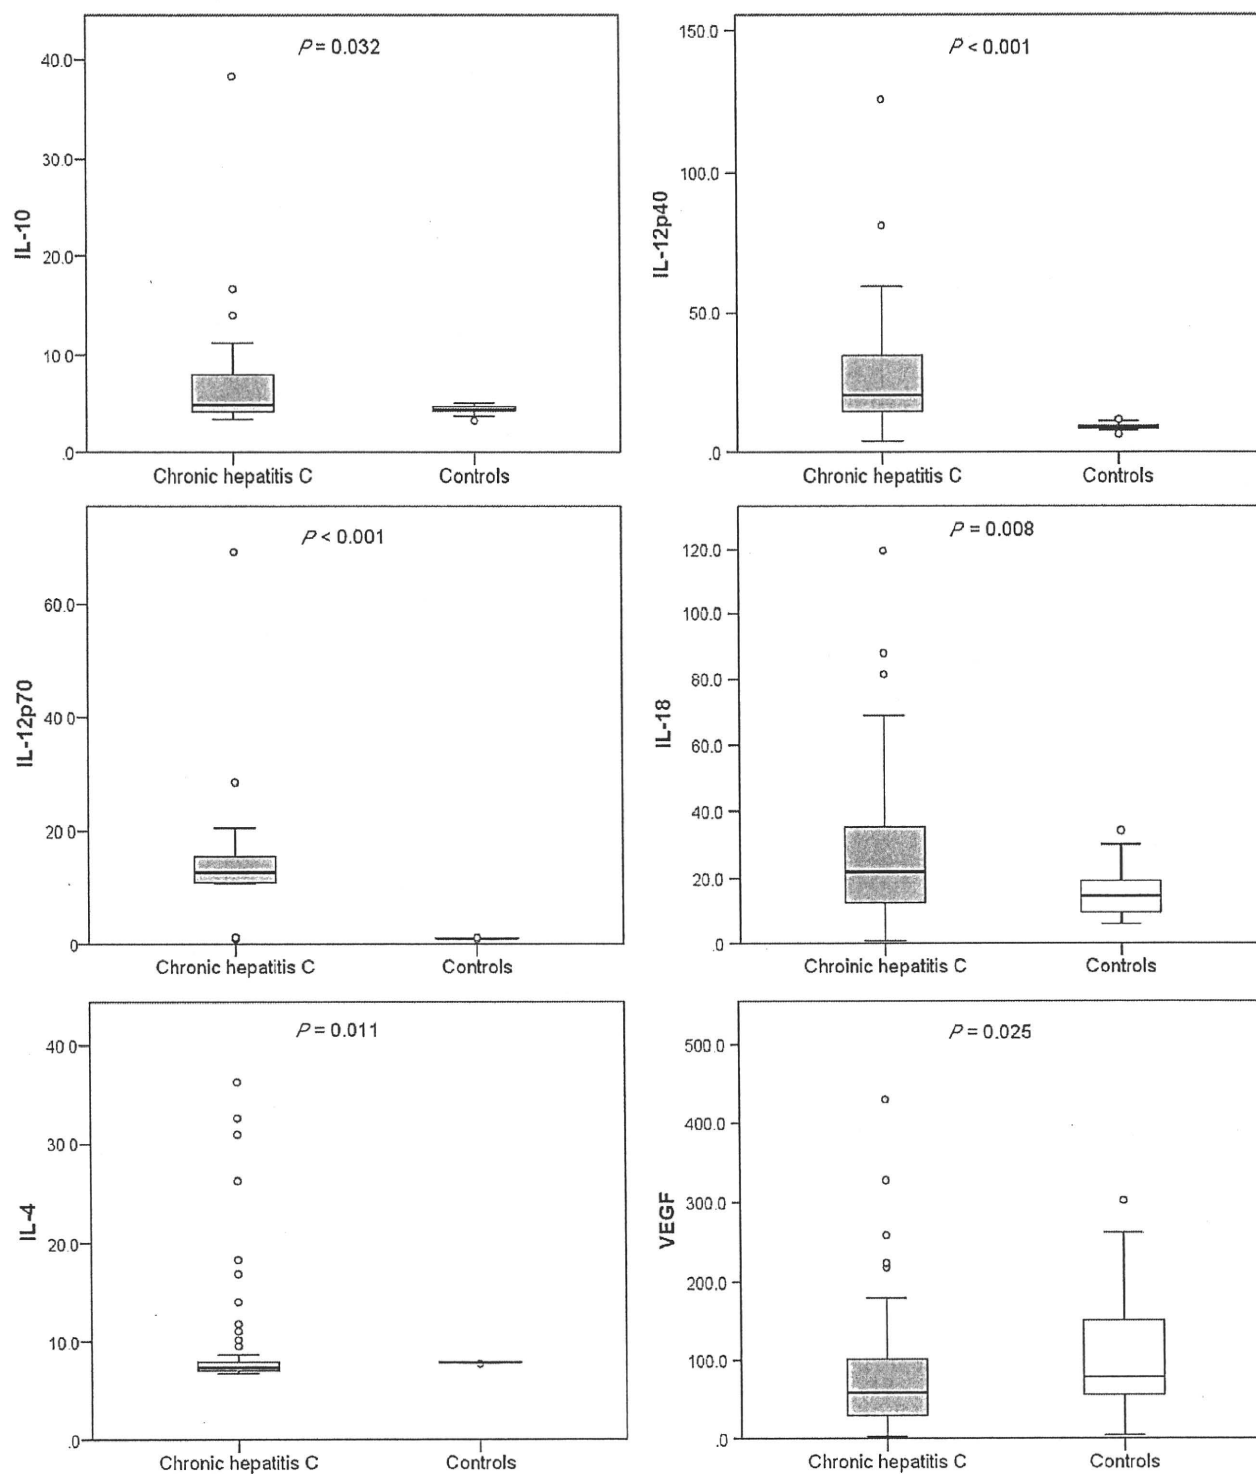 P = 0.032
40.0
30.0
20.0
10.0
.0
IL-10
Chronic hepatitis C
Controls
P < 0.001
150.0
100.0
50.0
.0
IL-12p40
Chronic hepatitis C
Controls
P < 0.001
60.0
40 0
20 0
0
IL-12p70
Chronic hepatitis C
Controls
P = 0.008
120.0
100.0
80.0
60.0
40.0
20.0
.0
IL-18
Chroinic hepatitis C
Controls
P = 0.011
40 0
30 0
20.0
10.0
.0
IL-4
Chronic hepatitis C
Controls
P = 0.025
500.0
400.0
300.0
200.0
100.0
.0
VEGF
Chronic hepatitis C
Controls